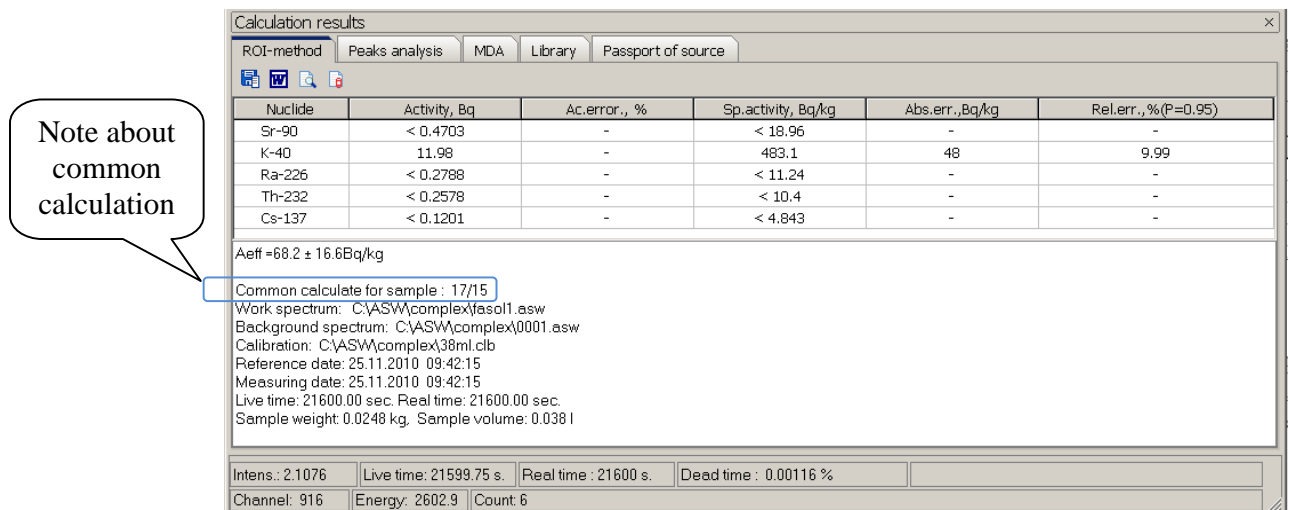 Calculation results
ROI-method Peaks analysis MDA Library Passport of source
Nuclide Activity, Bq Ac.error., % Sp.activity, Bq/kg Abs.err.,Bq/kg Rel.err.,%(P=0.95)
Sr-90 < 0.4703 - < 18.96 - -
K-40 11.98 - 483.1 48 9.99
Ra-226 < 0.2788 - < 11.24 - -
Th-232 < 0.2578 - < 10.4 - -
Cs-137 < 0.1201 - < 4.843 - -
Note about
common
calculation
Aeff =68.2 ± 16.6Bq/kg
Common calculate for sample : 17/15
Work spectrum: C:\ASW\complex\fasol1.asw
Background spectrum: C:\ASW\complex\0001.asw
Calibration: C:\ASW\complex\38ml.clb
Reference date: 25.11.2010 09:42:15
Measuring date: 25.11.2010 09:42:15
Live time: 21600.00 sec. Real time: 21600.00 sec.
Sample weight: 0.0248 kg, Sample volume: 0.038 l
Intens.: 2.1076 Live time: 21599.75 s. Real time : 21600 s. Dead time : 0.00116 %
Channel: 916 Energy: 2602.9 Count: 6